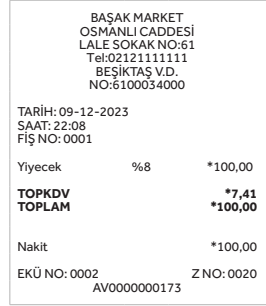 BAŞAK MARKET
OSMANLI CADDESİ
LALE SOKAK NO:61
Tel:02121111111
BEŞİKTAŞ V.D.
NO:6100034000
TARİH: 09-12-2023
SAAT: 22:08
FİŞ NO: 0001
Yiyecek %8 *100,00
TOPKDV *7,41
TOPLAM *100,00
Nakit *100,00
EKÜ NO: 0002 Z NO: 0020
AV0000000173